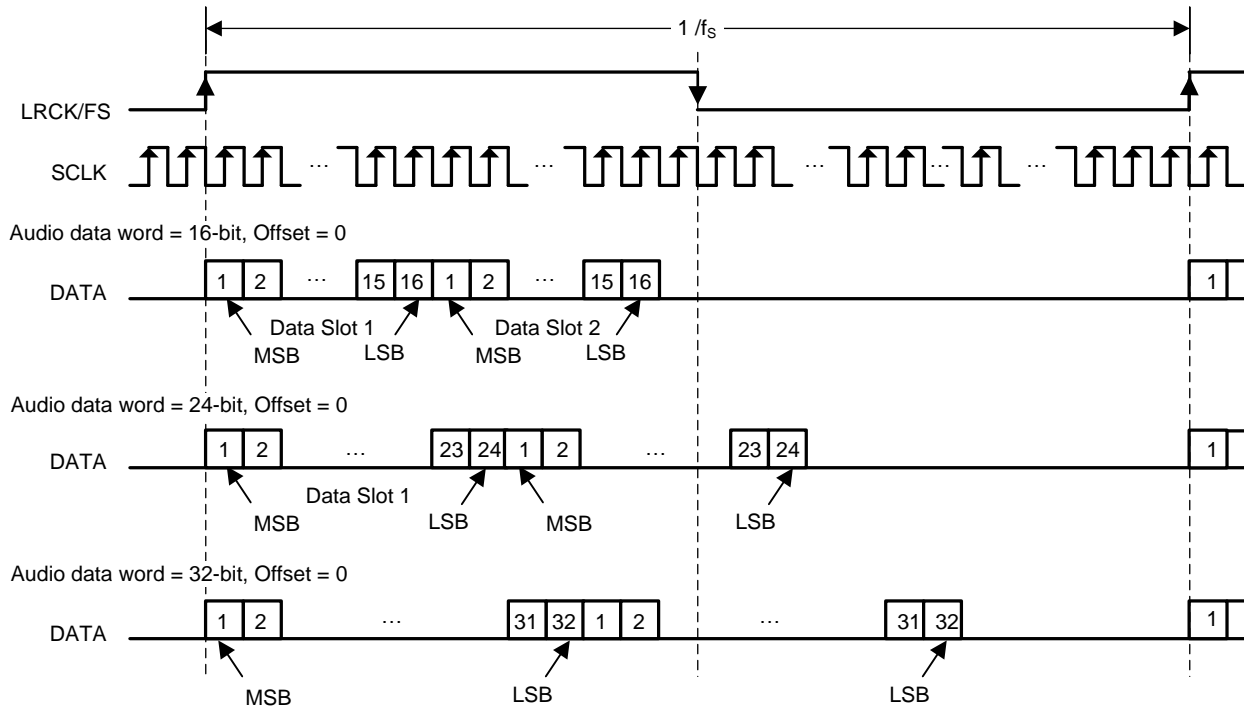 1 /fS
LRCK/FS
SCLK
… … … … …
Audio data word = 16-bit, Offset = 0
DATA
1 2 … 15 16 1 2 … 15 16 1
Data Slot 1 Data Slot 2
MSB LSB MSB LSB
Audio data word = 24-bit, Offset = 0
DATA
1 2 … 23 24 1 2 … 23 24 1
Data Slot 1
MSB LSB MSB LSB
Audio data word = 32-bit, Offset = 0
DATA
1 2 … 31 32 1 2 … 31 32 1
MSB LSB LSB